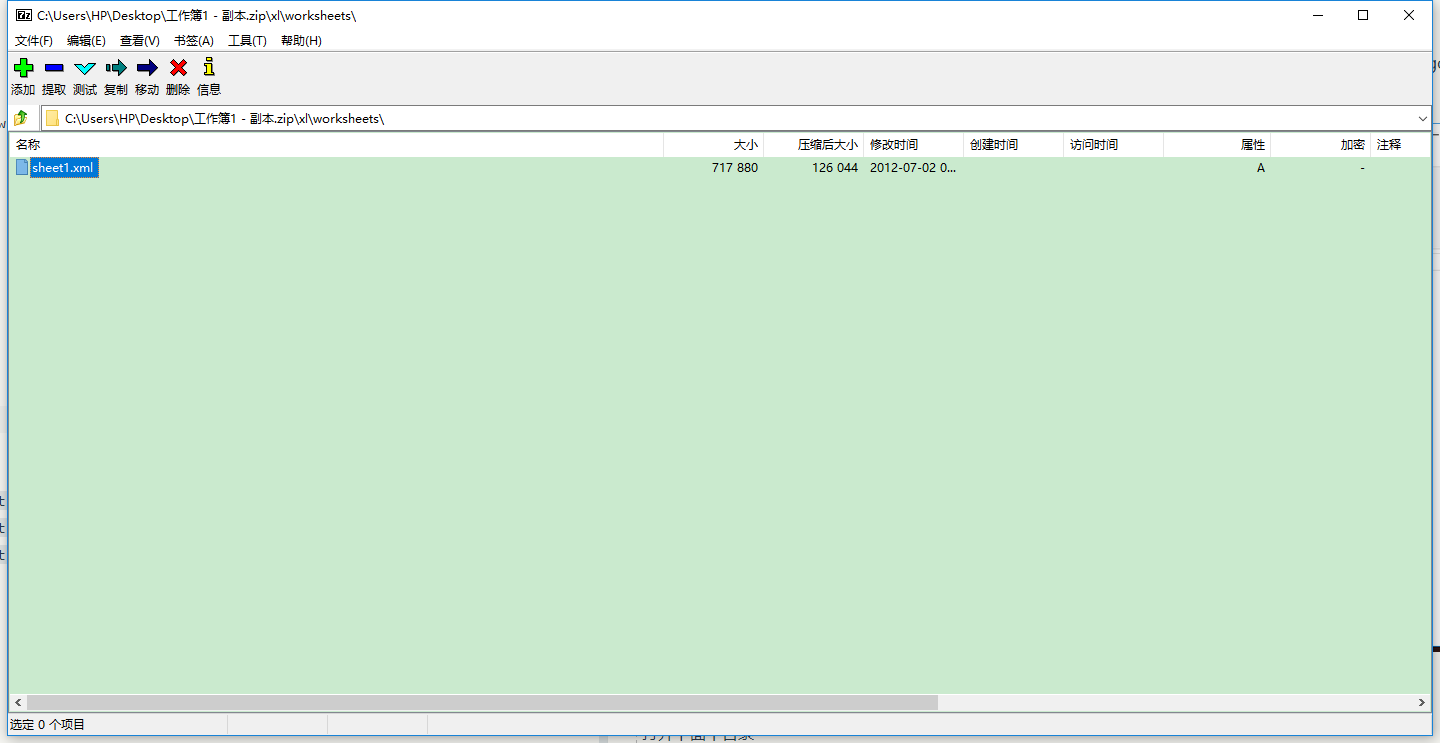 C:\Users\HP\Desktop\工作簿1 - 副本.zip\xl\worksheets\
文件(F) 编辑(E) 查看(V) 书签(A) 工具(T) 帮助(H)
添加 提取 测试 复制 移动 删除 信息
C:\Users\HP\Desktop\工作簿1 - 副本.zip\xl\worksheets\
名称 大小 压缩后大小 修改时间 创建时间 访问时间 属性 加密 注释
sheet1.xml 717 880 126 044 2012-07-02 0... A -
选定 0 个项目